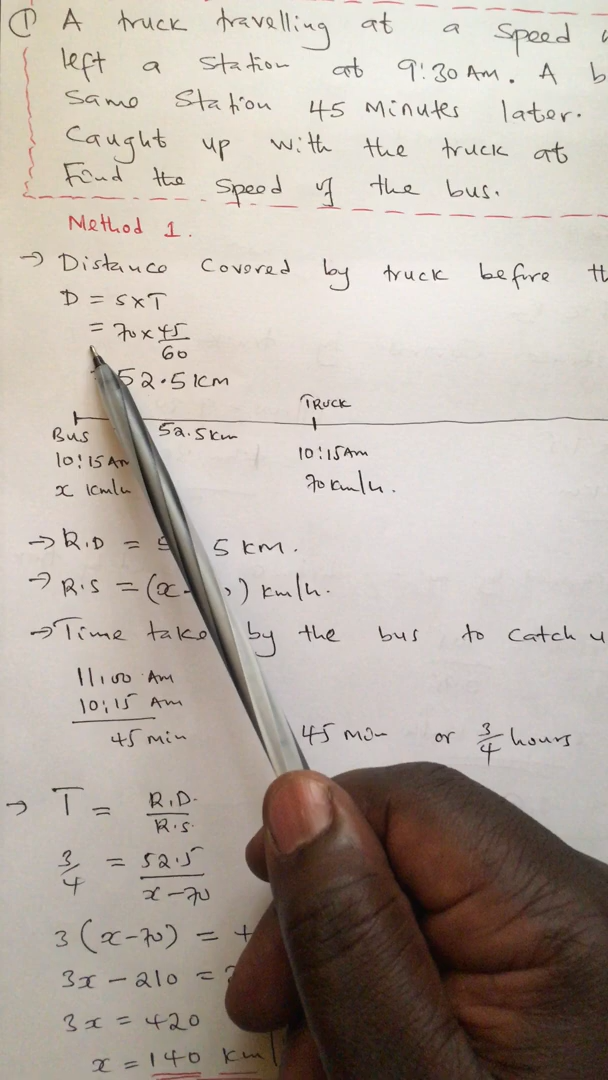 ① A truck travelling at a speed
left a station at 9:30 AM. A b
same station 45 minutes later.
Caught up with the truck at
Find the speed of the bus.
Method 1.
→ Distance covered by truck before th
D = S x T
= 70 x 45/60
52.5 km
TRUCK
Bus 52.5km
10:15 Am 10:15 Am
x km/h 70 km/h.
→ R.D = 5 5 km.
→ R.S = (x- ) km/h.
→ Time take by the bus to catch u
11:00 Am
10:15 Am
45 min 45 min or 3/4 hours
→ T = R.D./R.S.
3/4 = 52.5/x-70
3(x-70) =
3x - 210 =
3x = 420
x = 140 km/